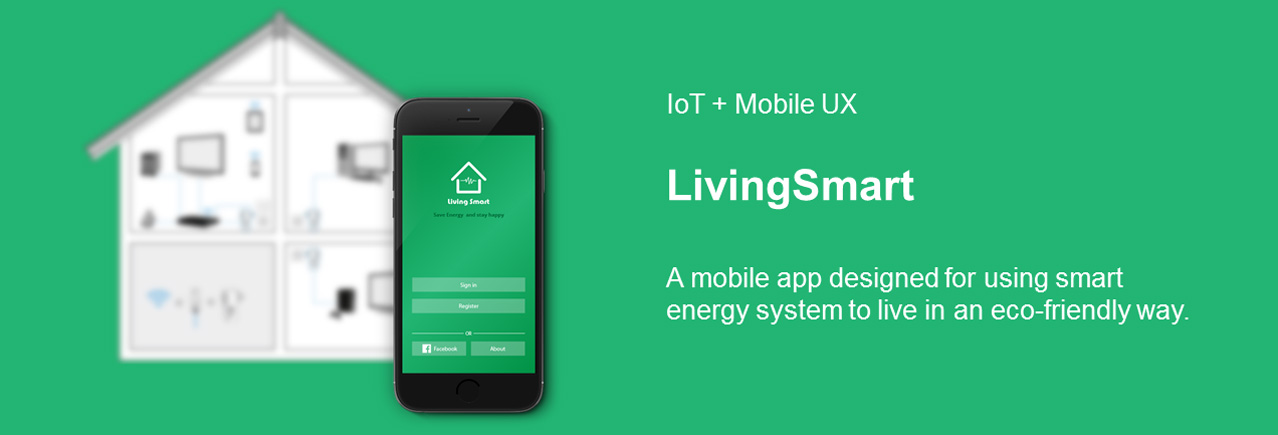 IoT + Mobile UX
LivingSmart
A mobile app designed for using smart
energy system to live in an eco-friendly way.
Living Smart
Save Energy and stay happy
Sign in
Register
OR
Facebook
About